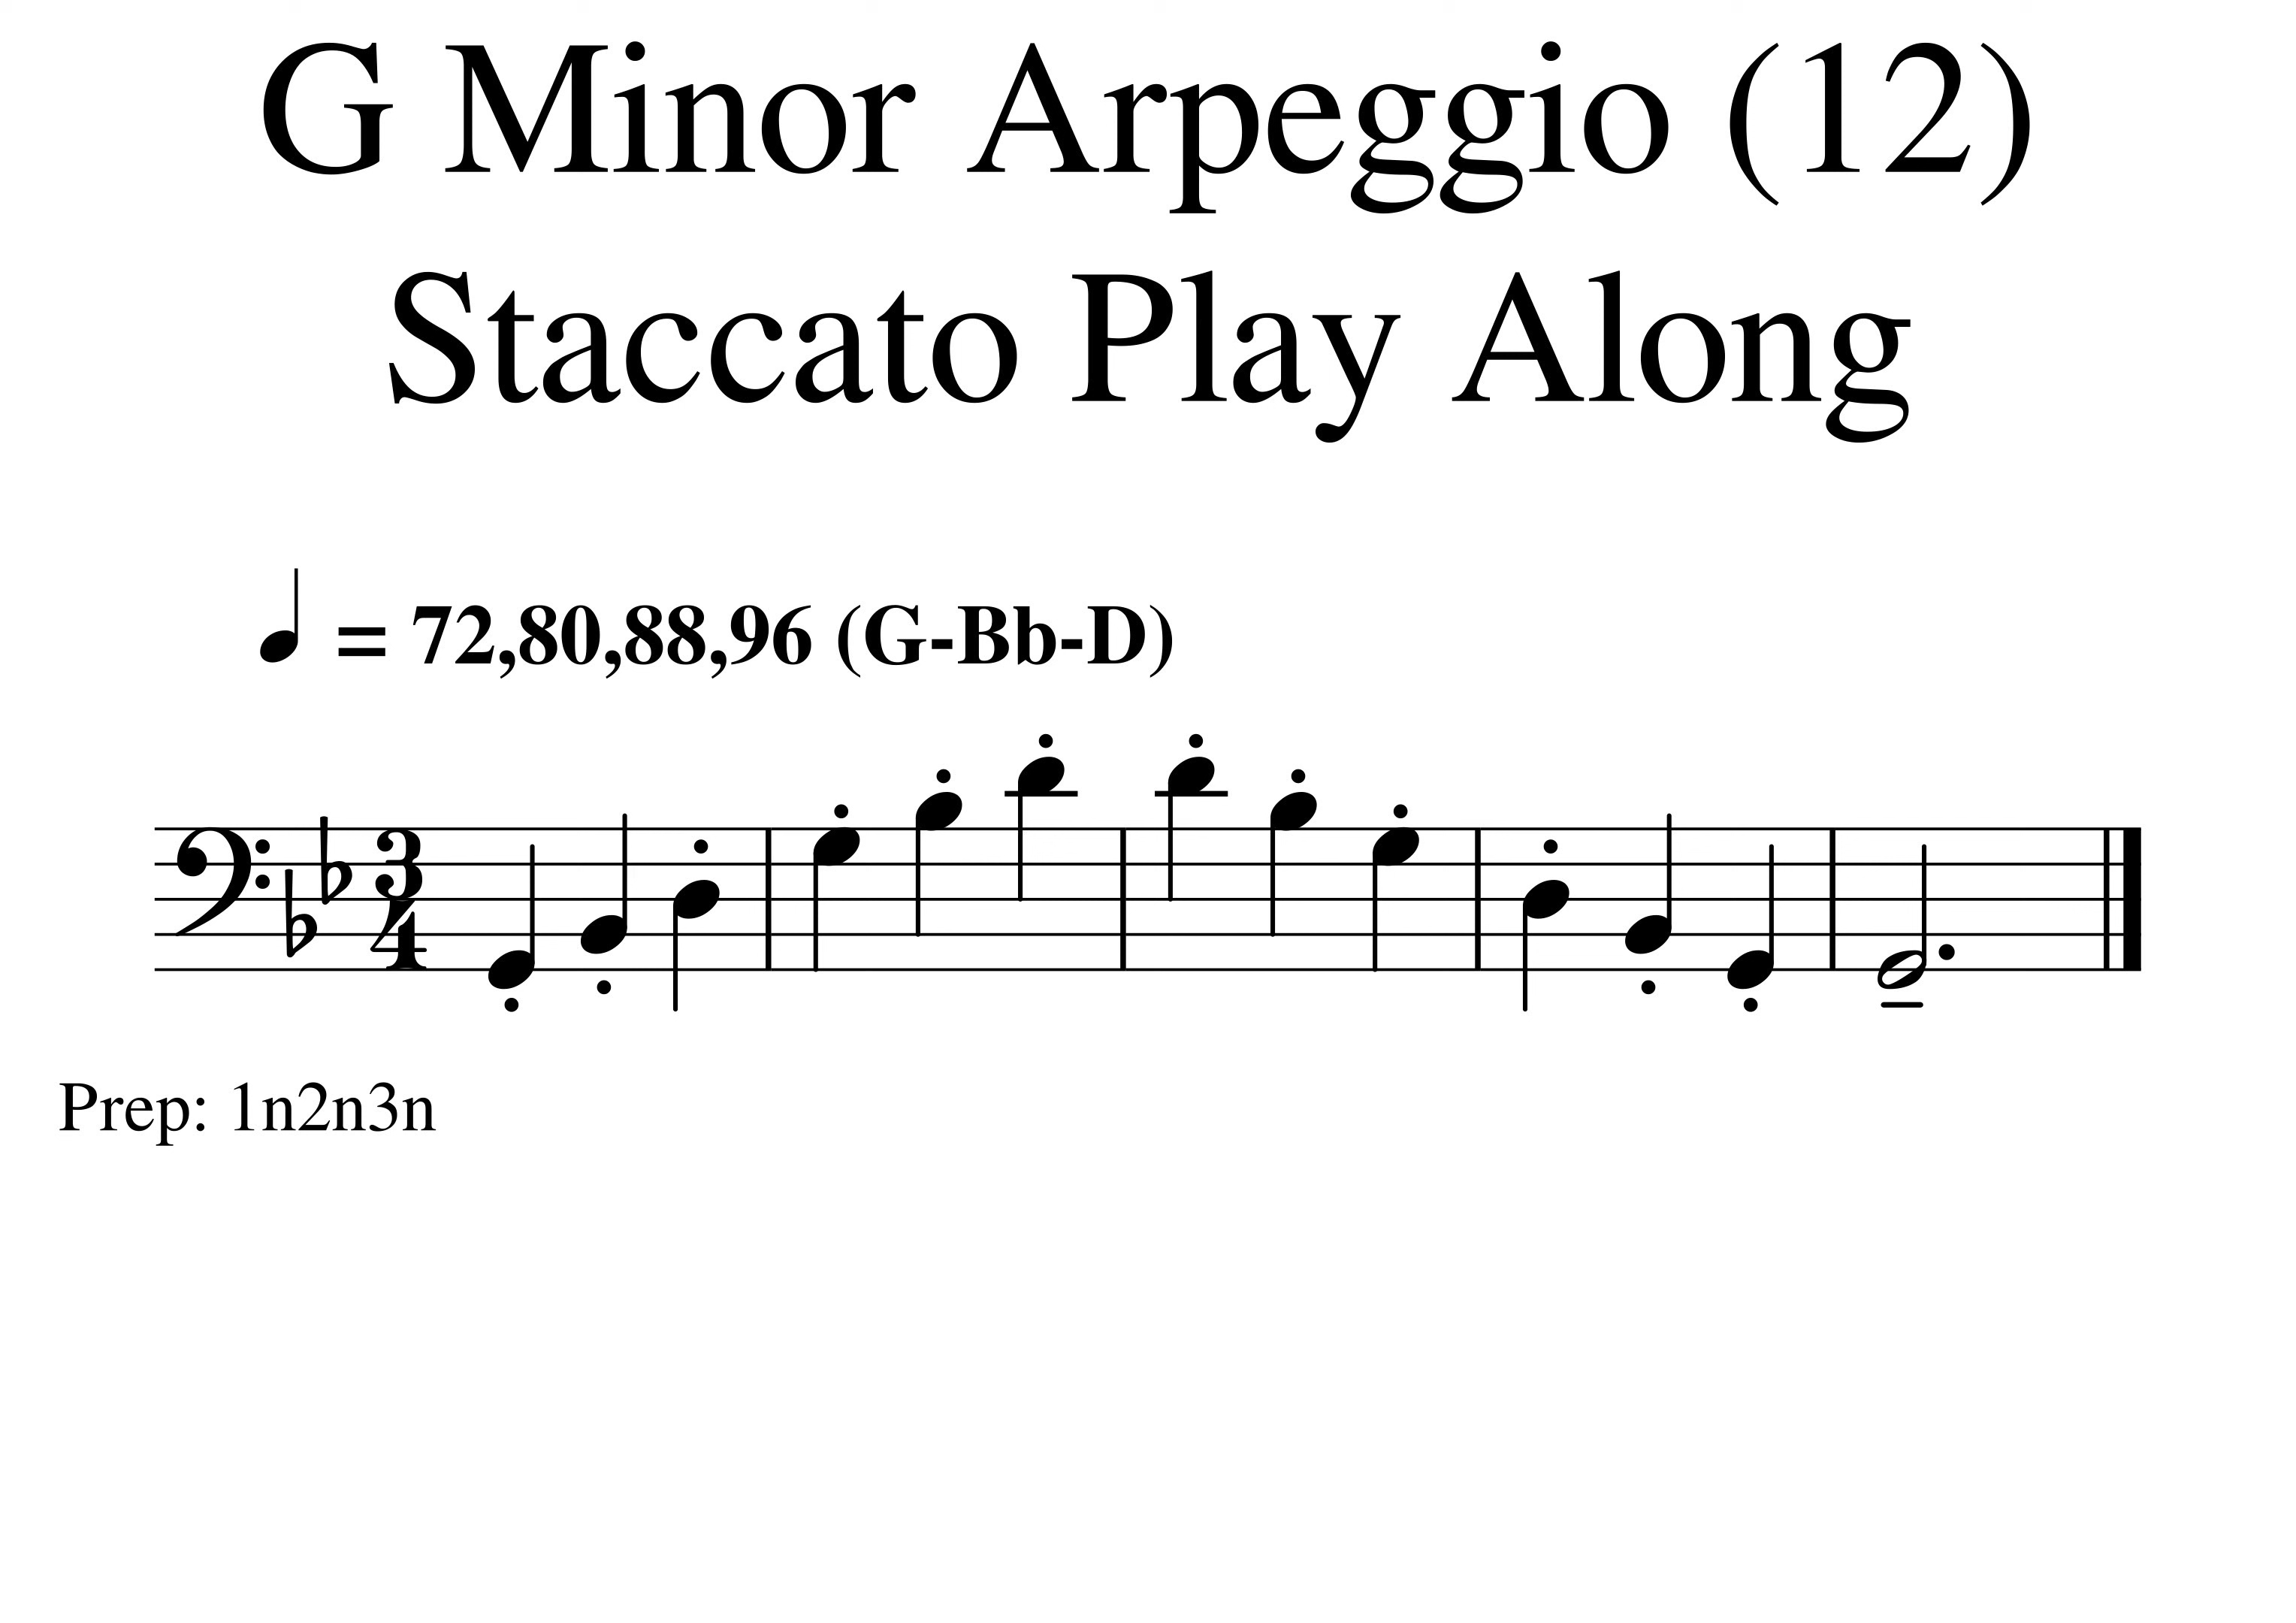 G Minor Arpeggio (12)
Staccato Play Along
= 72,80,88,96 (G-Bb-D)
3
4
Prep: 1n2n3n